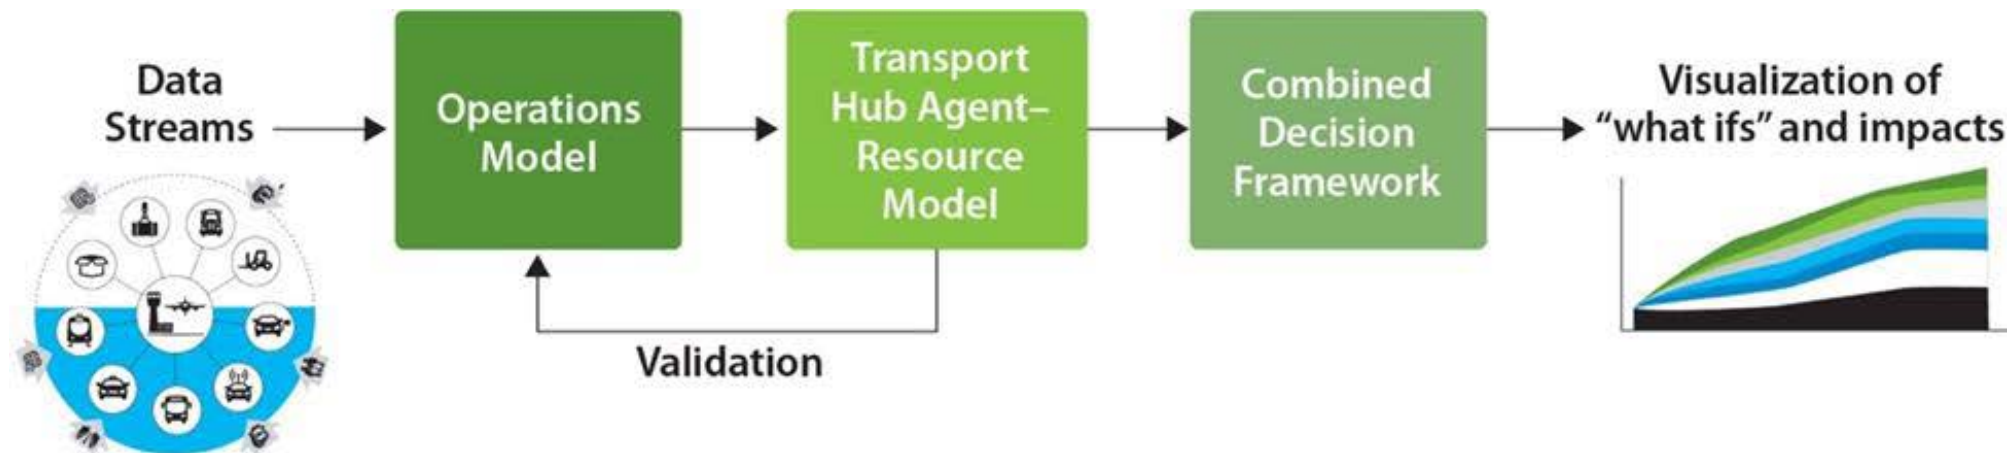 Data
Streams
Operations
Model
Transport
Hub Agent–
Resource
Model
Combined
Decision
Framework
Visualization of
“what ifs” and impacts
Validation